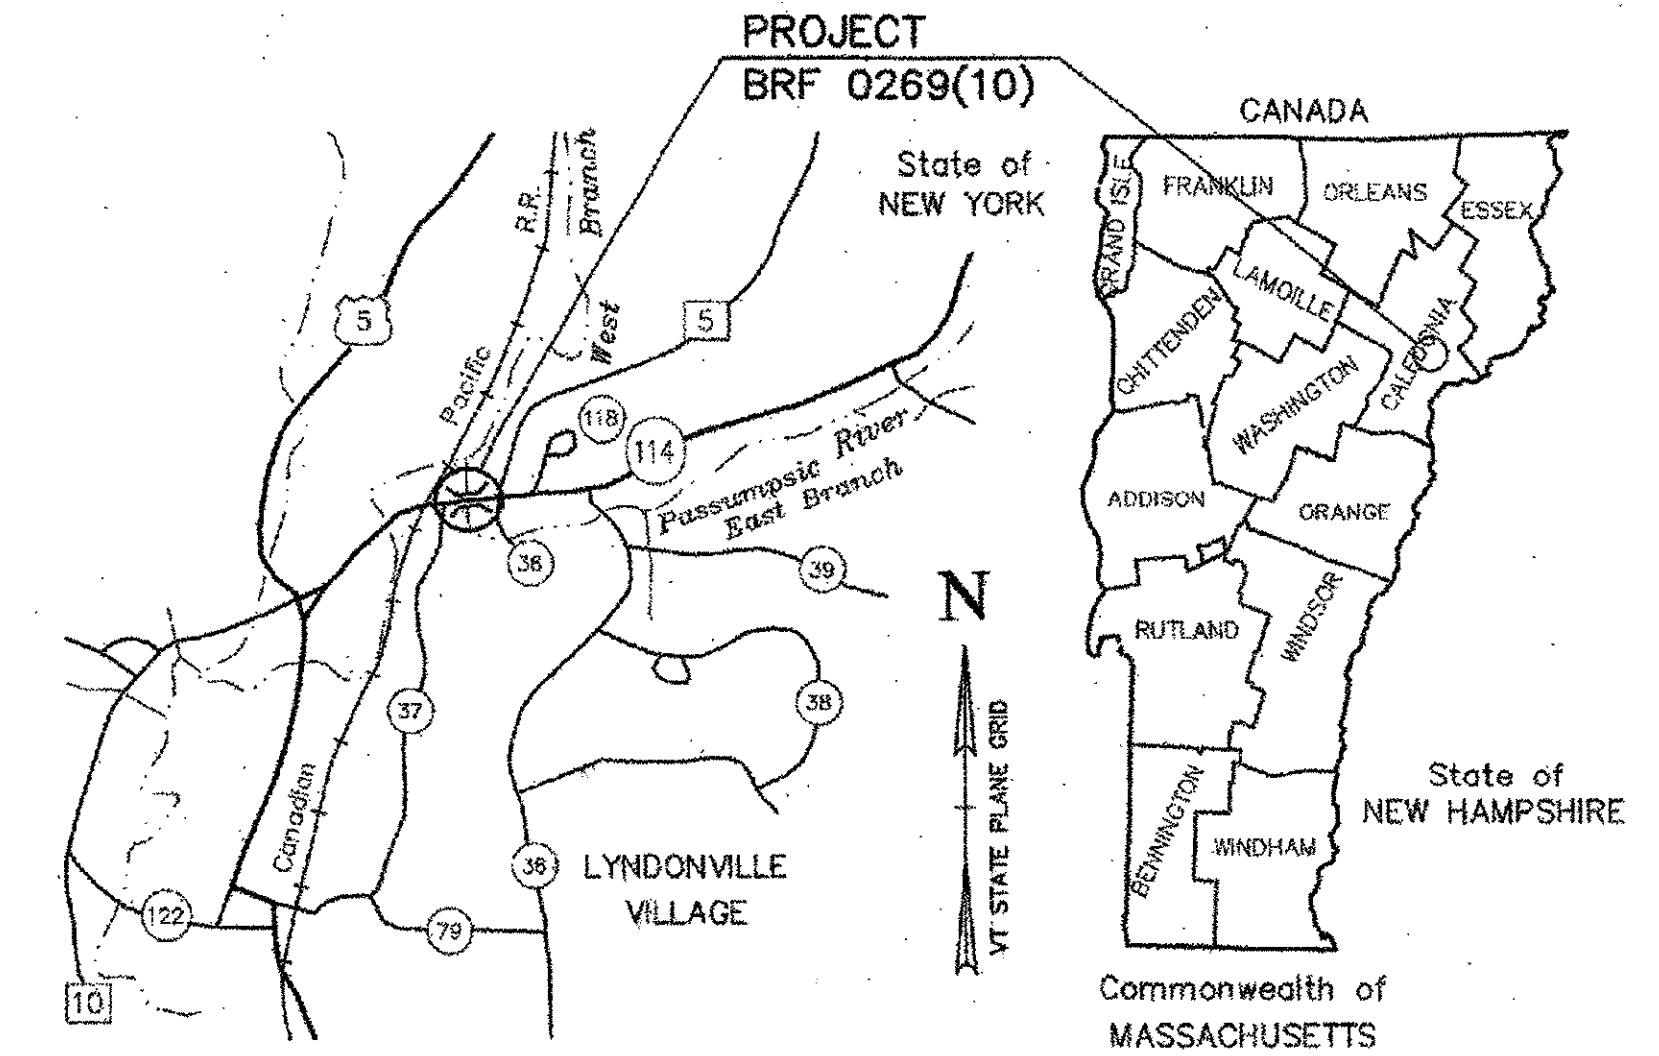 PROJECT
BRF 0269(10)
CANADA
State of
NEW YORK
GRAND ISLE
FRANKLIN
ORLEANS
ESSEX
LAMOILLE
CHITTENDEN
CALEDONIA
WASHINGTON
ADDISON
ORANGE
RUTLAND
WINDSOR
BENNINGTON
WINDHAM
State of
NEW HAMPSHIRE
Commonwealth of
MASSACHUSETTS
R.R.
Branch
West
5
5
Pacific
118
114
Passumpsic River
East Branch
36
39
N
VT STATE PLANE GRID
37
38
Canadian
36
LYNDONVILLE
VILLAGE
122
79
10